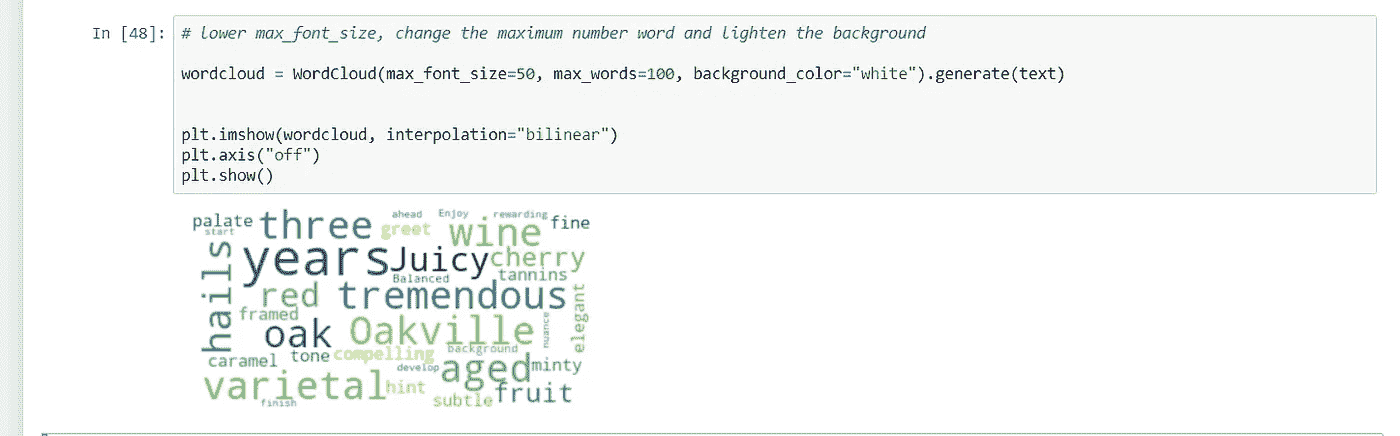 In [48]: # lower max_font_size, change the maximum number word and lighten the background
wordcloud = WordCloud(max_font_size=50, max_words=100, background_color="white").generate(text)
plt.imshow(wordcloud, interpolation="bilinear")
plt.axis("off")
plt.show()
palate three ahead Enjoy rewarding fine
start greet wine
hails years Juicy cherry
Balanced tannins
red tremendous elegant
framed
oak Oakville nuance
background
caramel tone compelling
develop aged minty
varietal hint fruit
finish subtle